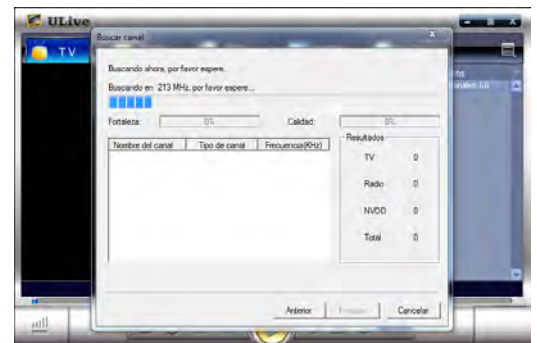 ULive
Buscar canal
TV
Buscando ahora, por favor espere...
Buscando en 213 MHz, por favor espere...
Fortaleza: 0% Calidad: 0%
Nombre del canal Tipo de canal Frecuencia(KHz)
Resultados
TV 0
Radio 0
NVOD 0
Total 0
Anterior Cancelar